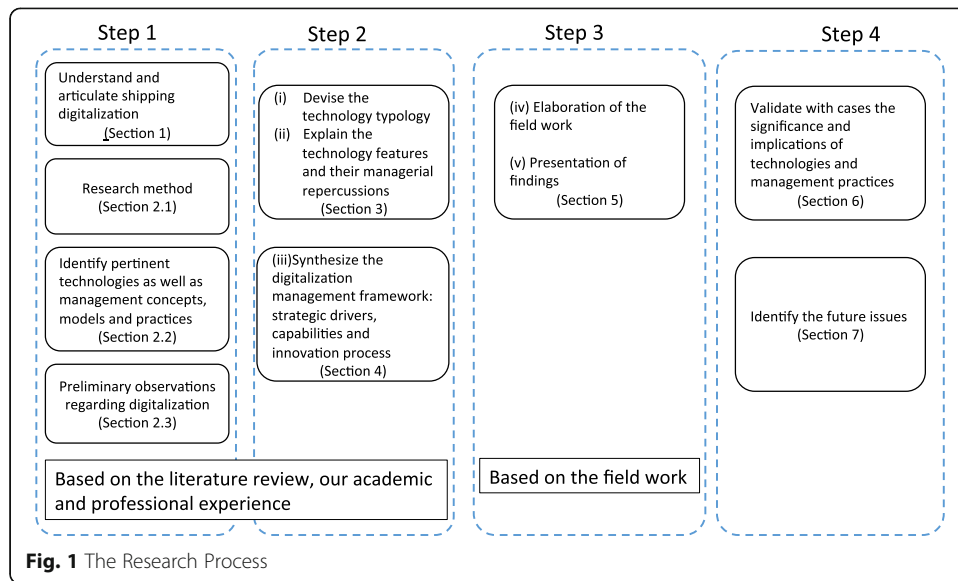 Step 1
Understand and
articulate shipping
digitalization
(Section 1)
Research method
(Section 2.1)
Identify pertinent
technologies as well as
management concepts,
models and practices
(Section 2.2)
Preliminary observations
regarding digitalization
(Section 2.3)
Step 2
(i) Devise the
technology typology
(ii) Explain the
technology features
and their managerial
repercussions
(Section 3)
(iii)Synthesize the
digitalization
management framework:
strategic drivers,
capabilities and
innovation process
(Section 4)
Based on the literature review, our academic
and professional experience
Step 3
(iv) Elaboration of the
field work
(v) Presentation of
findings
(Section 5)
Based on the field work
Step 4
Validate with cases the
significance and
implications of
technologies and
management practices
(Section 6)
Identify the future issues
(Section 7)
Fig. 1 The Research Process